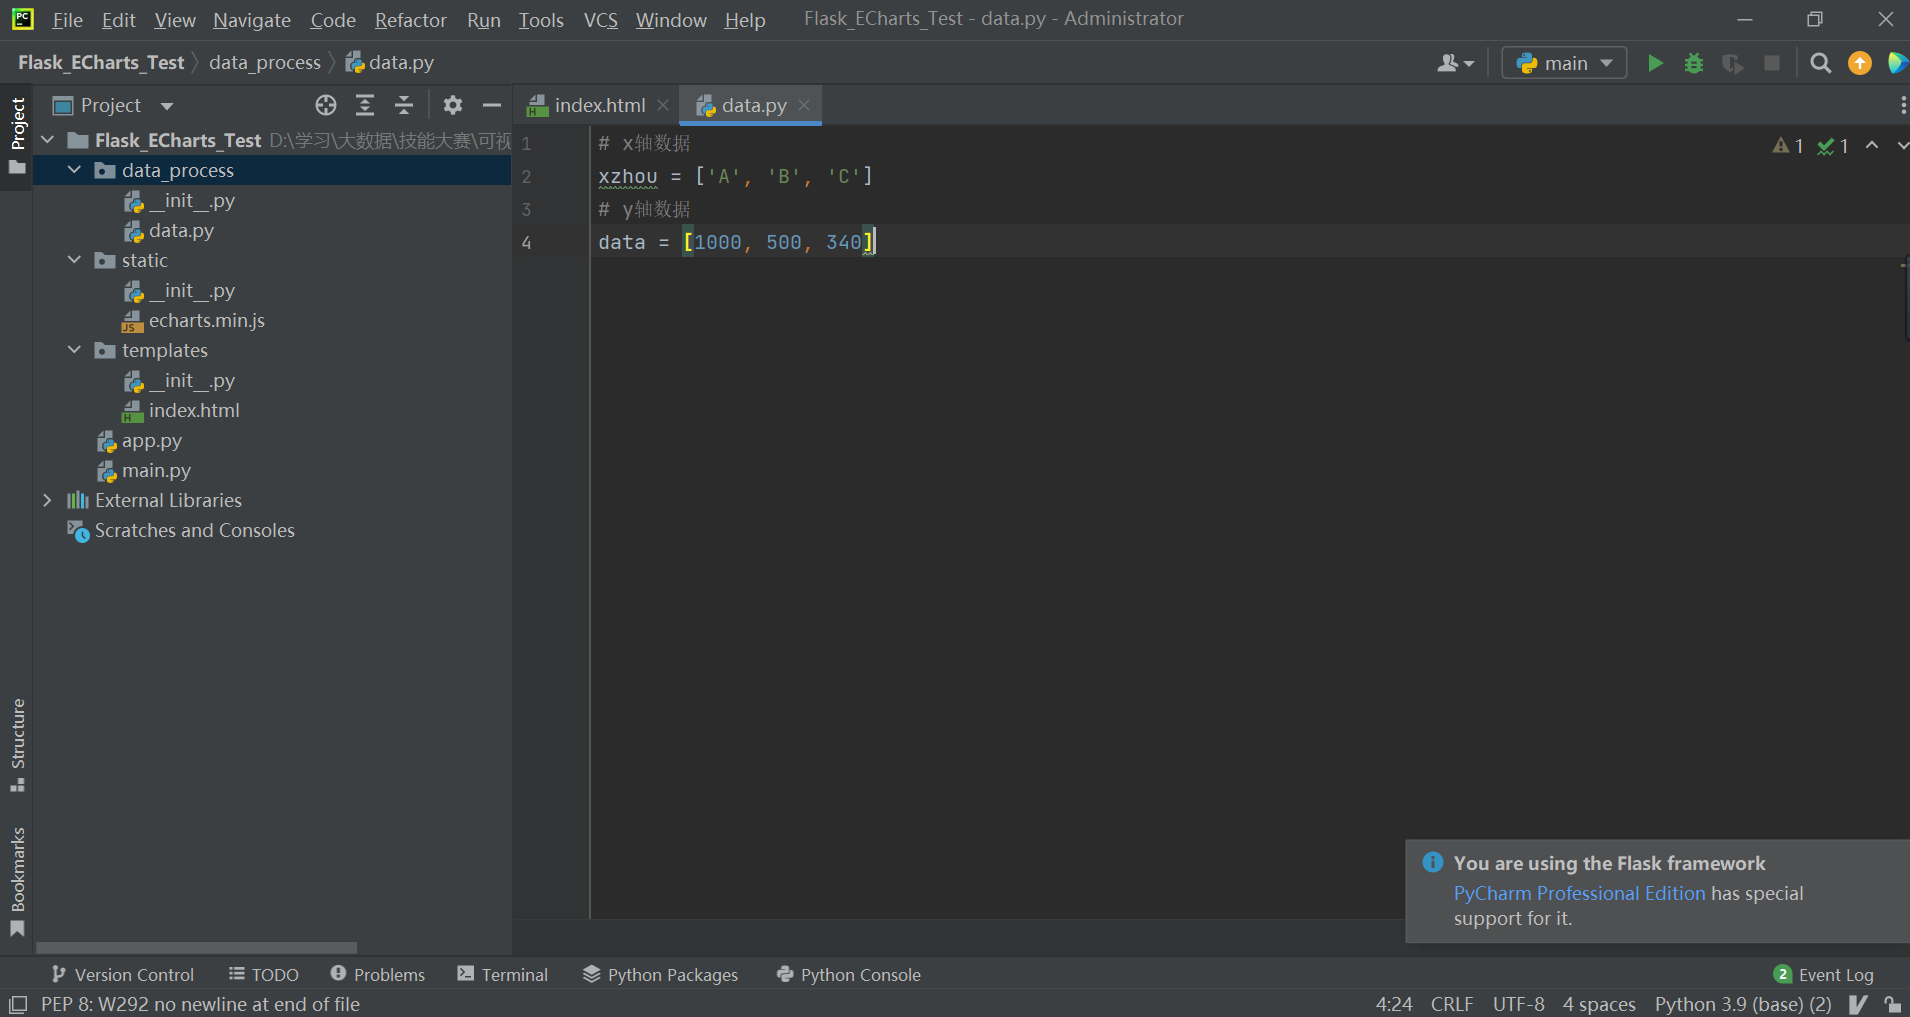 PC File Edit View Navigate Code Refactor Run Tools VCS Window Help Flask_ECharts_Test - data.py - Administrator
Flask_ECharts_Test data_process data.py main
Project
Project
index.html data.py
Flask_ECharts_Test D:\学习\大数据\技能大赛\可视
data_process
__init__.py
data.py
static
__init__.py
echarts.min.js
templates
__init__.py
index.html
app.py
main.py
External Libraries
Scratches and Consoles
1 # x轴数据
2 xzhou = ['A', 'B', 'C']
3 # y轴数据
4 data = [1000, 500, 340]
1 1
Structure
Bookmarks
You are using the Flask framework
PyCharm Professional Edition has special
support for it.
Version Control TODO Problems Terminal Python Packages Python Console 2 Event Log
PEP 8: W292 no newline at end of file 4:24 CRLF UTF-8 4 spaces Python 3.9 (base) (2)